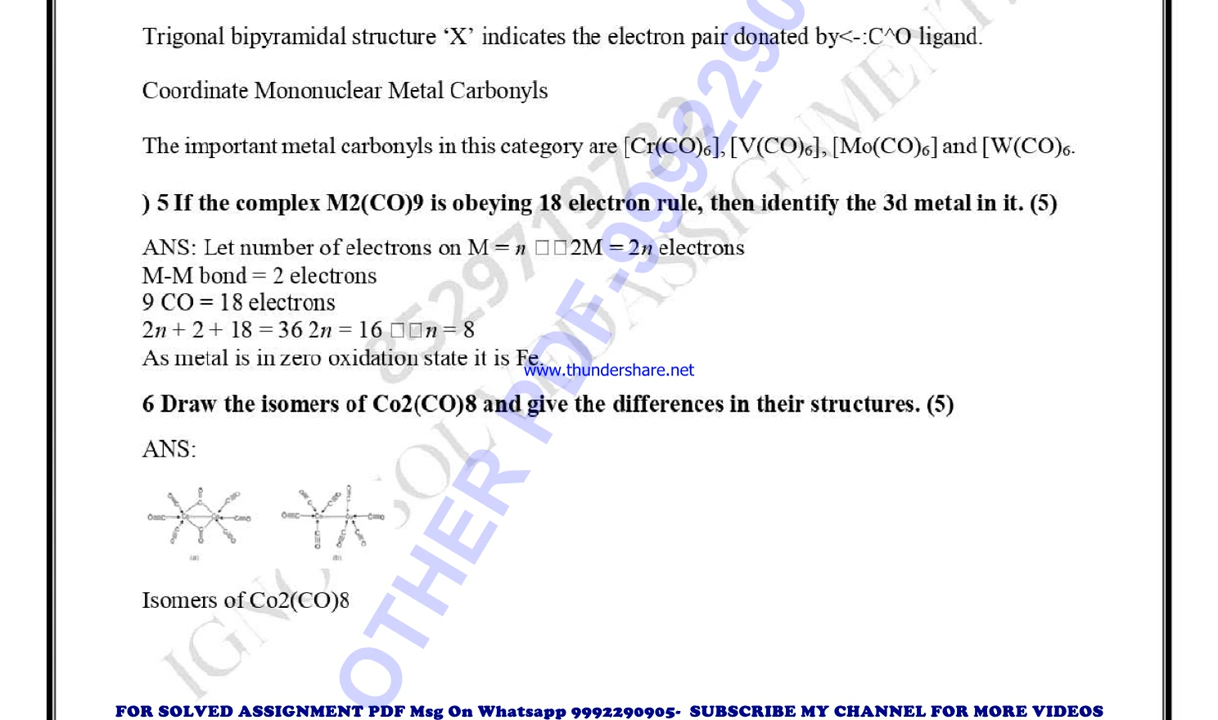 Trigonal bipyramidal structure ‘X’ indicates the electron pair donated by<-:C^O ligand.
Coordinate Mononuclear Metal Carbonyls
The important metal carbonyls in this category are [Cr(CO)₆], [V(CO)₆], [Mo(CO)₆] and [W(CO)₆.
) 5 If the complex M2(CO)9 is obeying 18 electron rule, then identify the 3d metal in it. (5)
ANS: Let number of electrons on M = n □□2M = 2n electrons
M-M bond = 2 electrons
9 CO = 18 electrons
2n + 2 + 18 = 36 2n = 16 □□n = 8
As metal is in zero oxidation state it is Fe.
www.thundershare.net
6 Draw the isomers of Co2(CO)8 and give the differences in their structures. (5)
ANS:
(a) (b)
Isomers of Co2(CO)8
8529719732
OTHER PDF-9992290
FOR SOLVED ASSIGNMENT PDF Msg On Whatsapp 9992290905- SUBSCRIBE MY CHANNEL FOR MORE VIDEOS